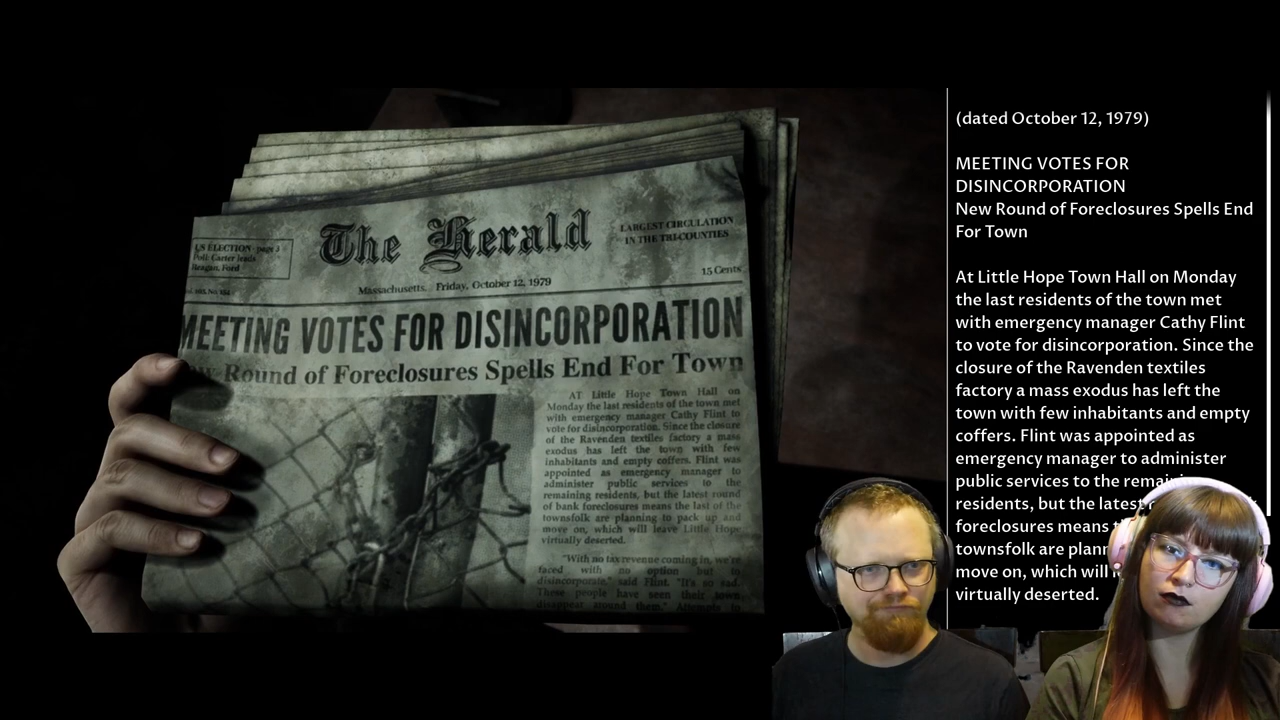 US ELECTION page 3
Poll: Carter leads
Reagan, Ford
The Herald
LARGEST CIRCULATION
IN THE TRI-COUNTIES
15 Cents
Massachusetts. Friday, October 12, 1979
MEETING VOTES FOR DISINCORPORATION
Round of Foreclosures Spells End For Town
AT Little Hope Town Hall on
Monday the last residents of the town met
with emergency manager Cathy Flint to
vote for disincorporation. Since the closure
of the Ravenden textiles factory a mass
exodus has left the town with few
inhabitants and empty coffers. Flint was
appointed as emergency manager to
administer public services to the
remaining residents, but the latest round
of bank foreclosures means the last of the
townsfolk are planning to pack up and
move on, which will leave Little Hope
virtually deserted.
"With no tax revenue coming in, we're
faced with no option but to
disincorporate," said Flint. "It's so sad.
These people have seen their town
disappear around them." Attempts to
(dated October 12, 1979)
MEETING VOTES FOR
DISINCORPORATION
New Round of Foreclosures Spells End
For Town
At Little Hope Town Hall on Monday
the last residents of the town met
with emergency manager Cathy Flint
to vote for disincorporation. Since the
closure of the Ravenden textiles
factory a mass exodus has left the
town with few inhabitants and empty
coffers. Flint was appointed as
emergency manager to administer
public services to the
residents, but the latest
foreclosures means
townsfolk are
move on, which will
virtually deserted.